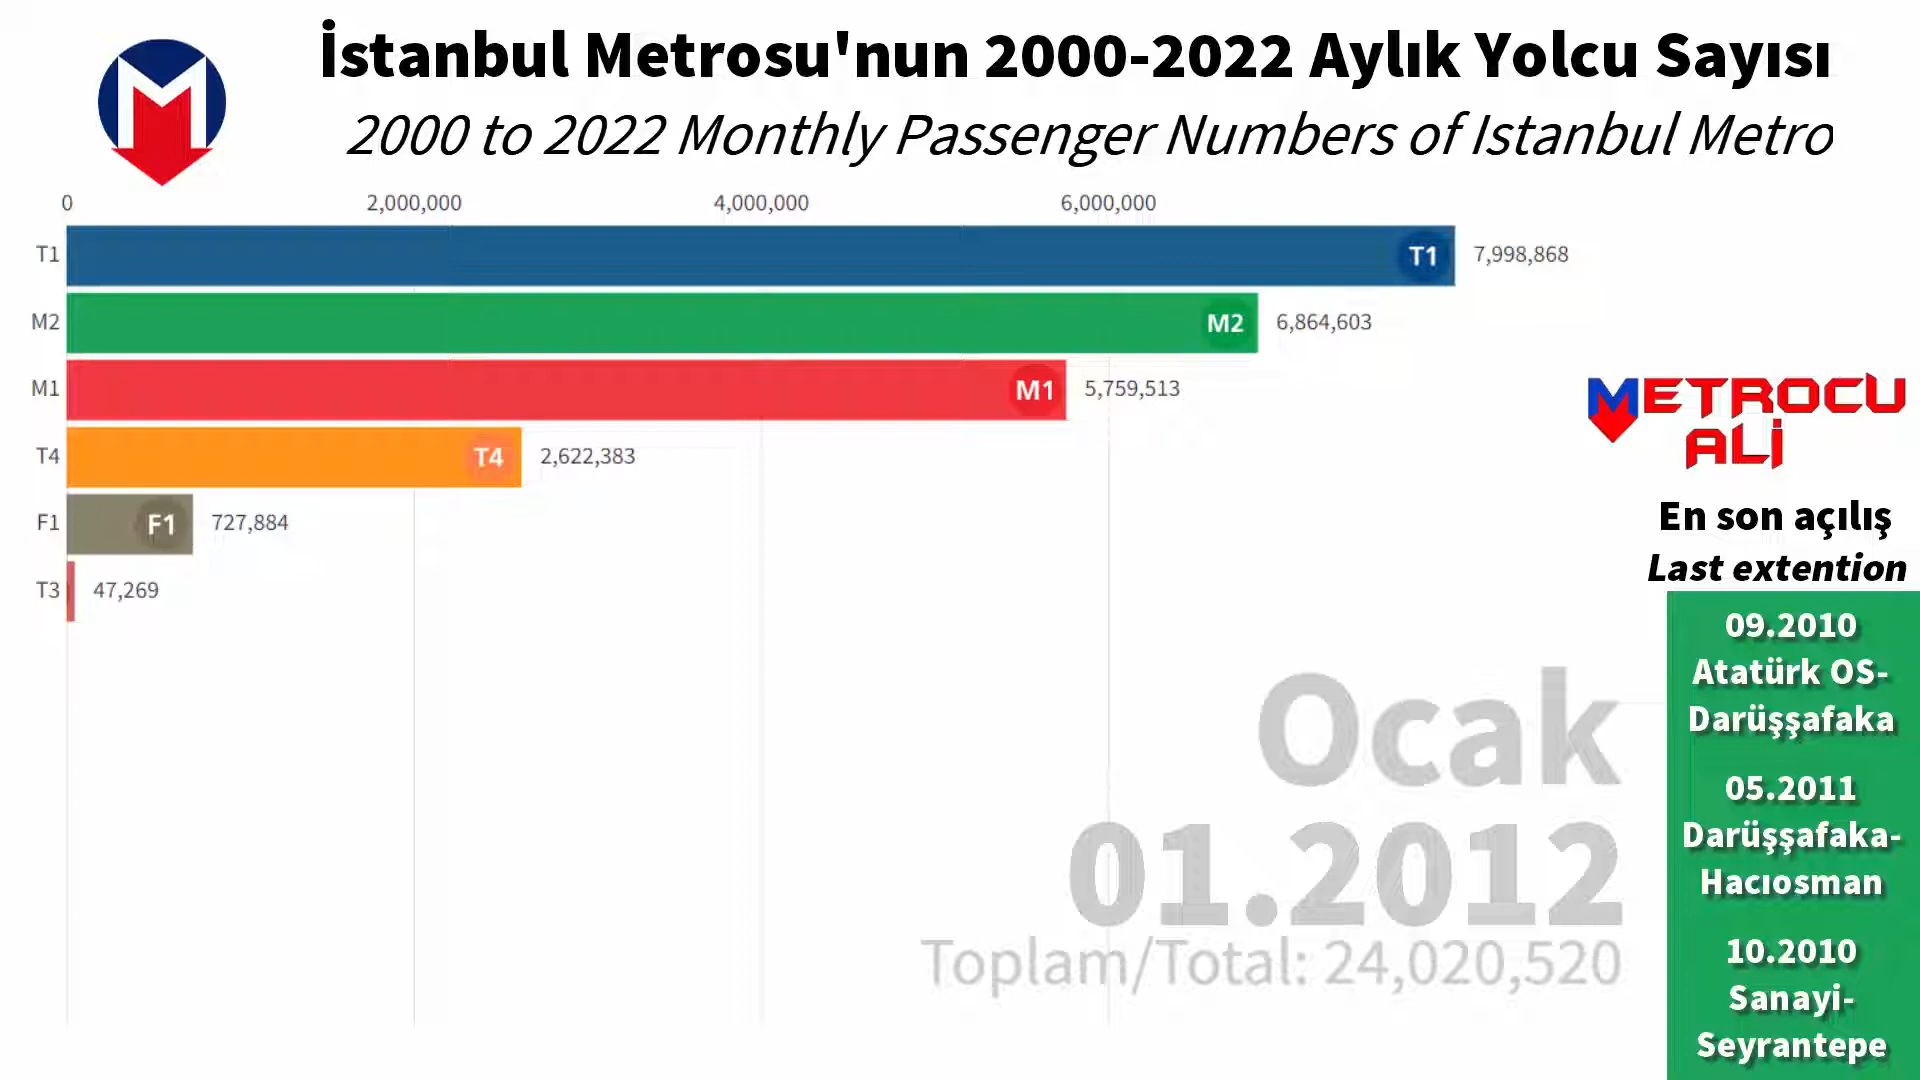 İstanbul Metrosu'nun 2000-2022 Aylık Yolcu Sayısı
2000 to 2022 Monthly Passenger Numbers of Istanbul Metro
0 2,000,000 4,000,000 6,000,000
T1 T1 7,998,868
M2 M2 6,864,603
M1 M1 5,759,513
T4 T4 2,622,383
F1 F1 727,884
T3 47,269
METROCU
ALİ
En son açılış
Last extention
09.2010
Atatürk OS-
Darüşşafaka
05.2011
Darüşşafaka-
Hacıosman
10.2010
Sanayi-
Seyrantepe
Ocak
01.2012
Toplam/Total: 24,020,520